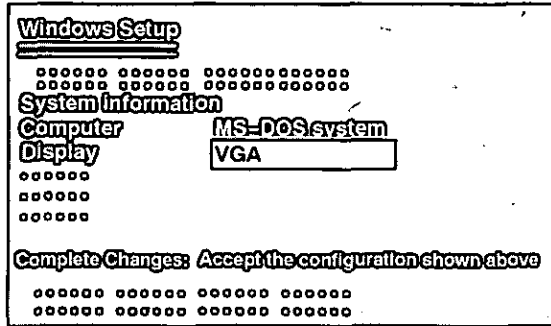 Windows Setup
System Information
Computer MS-DOS system
Display VGA
Complete Changes: Accept the configuration shown above